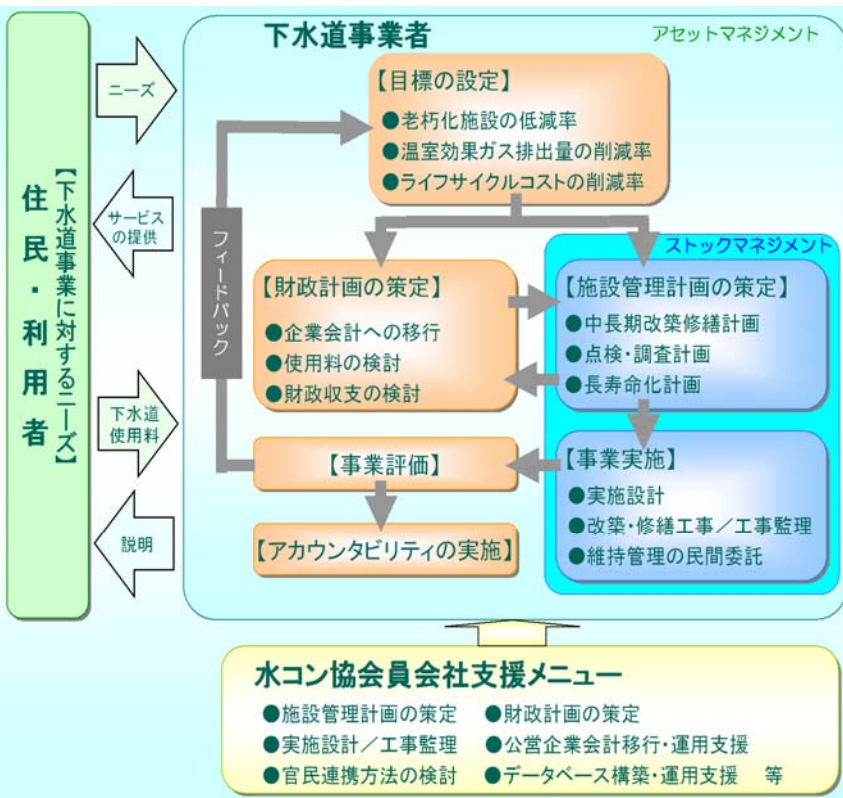 住民・利用者
【下水道事業に対するニーズ】
ニーズ
サービス
の提供
下水道
使用料
説明
下水道事業者
アセットマネジメント
【目標の設定】
●老朽化施設の低減率
●温室効果ガス排出量の削減率
●ライフサイクルコストの削減率
フィードバック
【財政計画の策定】
●企業会計への移行
●使用料の検討
●財政収支の検討
ストックマネジメント
【施設管理計画の策定】
●中長期改築修繕計画
●点検・調査計画
●長寿命化計画
【事業評価】
【事業実施】
●実施設計
●改築・修繕工事／工事監理
●維持管理の民間委託
【アカウンタビリティの実施】
水コン協会員会社支援メニュー
●施設管理計画の策定 ●財政計画の策定
●実施設計／工事監理 ●公営企業会計移行・運用支援
●官民連携方法の検討 ●データベース構築・運用支援 等